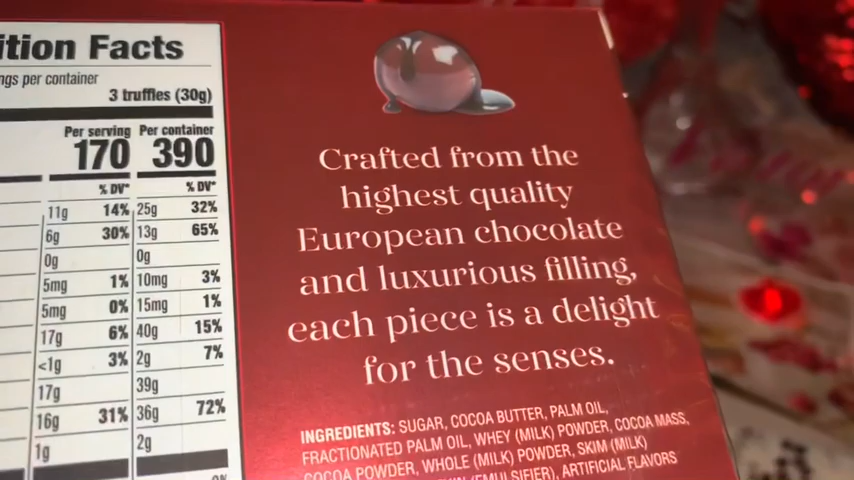 ition Facts
ngs per container
3 truffles (30g)
Per serving Per container
170 390
% DV* % DV*
11g 14% 25g 32%
6g 30% 13g 65%
0g 0g
5mg 1% 10mg 3%
5mg 0% 15mg 1%
17g 6% 40g 15%
<1g 3% 2g 7%
17g 39g
16g 31% 36g 72%
1g 2g
Crafted from the
highest quality
European chocolate
and luxurious filling,
each piece is a delight
for the senses.
INGREDIENTS: SUGAR, COCOA BUTTER, PALM OIL,
FRACTIONATED PALM OIL, WHEY (MILK) POWDER, COCOA MASS,
COCOA POWDER, WHOLE (MILK) POWDER, SKIM (MILK)
(EMULSIFIER), ARTIFICIAL FLAVORS